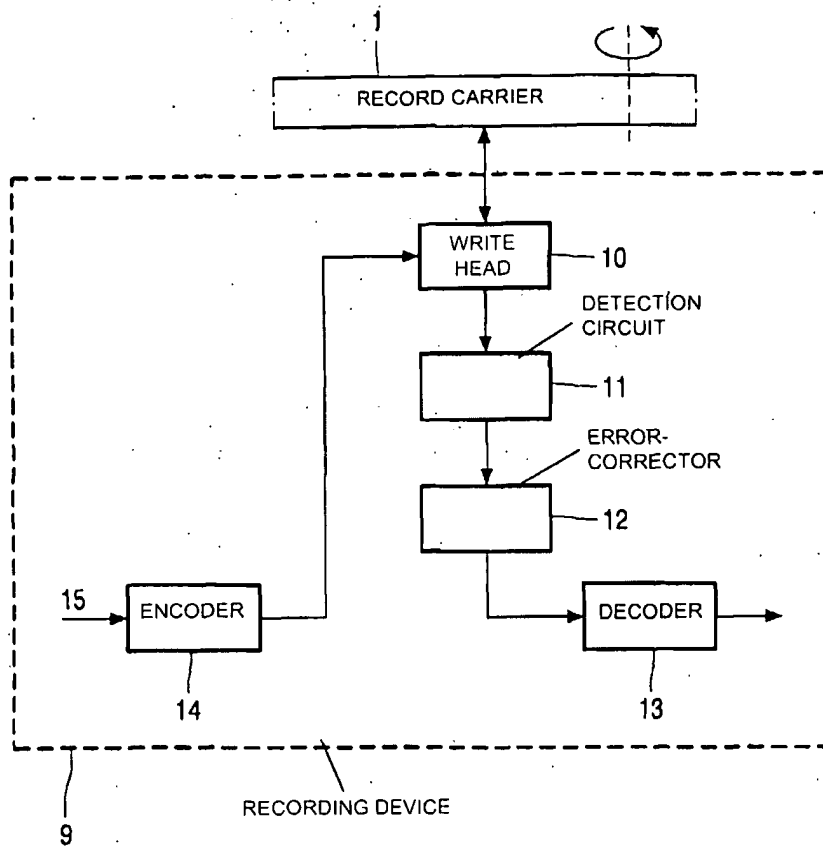 1
RECORD CARRIER
WRITE
HEAD
10
DETECTION
CIRCUIT
11
ERROR-
CORRECTOR
12
15
ENCODER
DECODER
14
13
RECORDING DEVICE
9